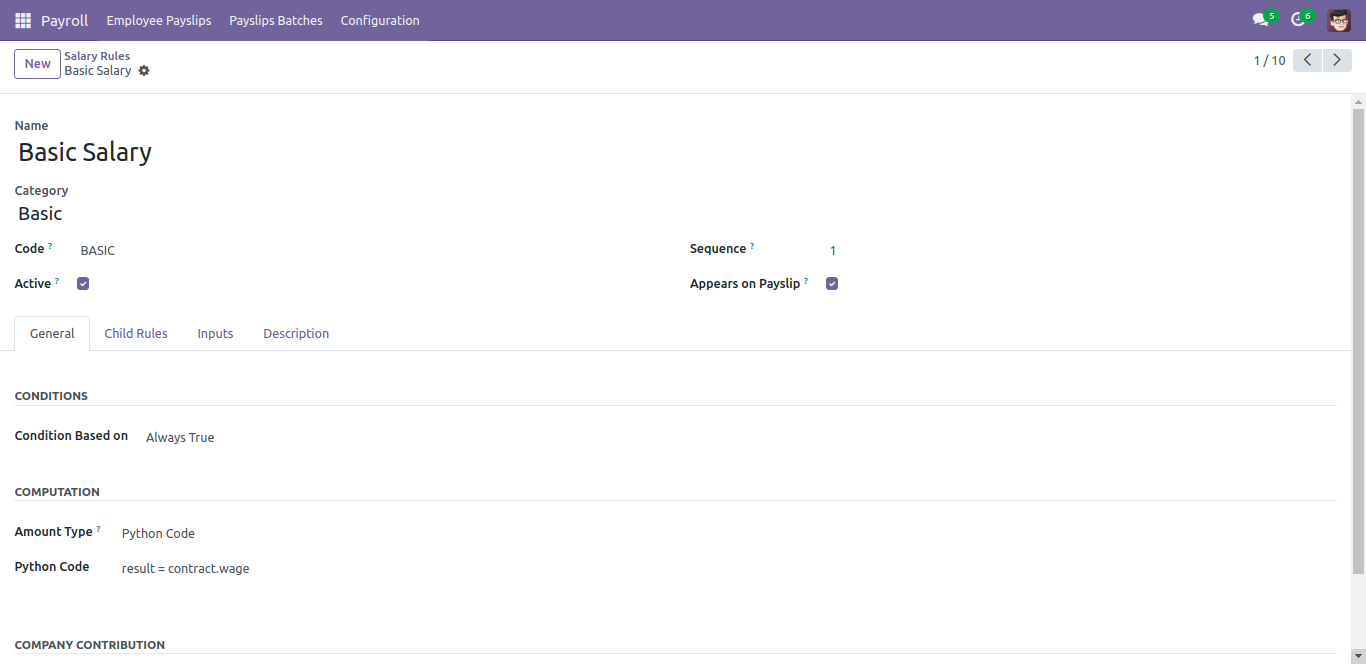 Payroll Employee Payslips Payslips Batches Configuration 5 6
New Salary Rules
Basic Salary
1 / 10
Name
Basic Salary
Category
Basic
Code ? BASIC Sequence ? 1
Active ? Appears on Payslip ?
General Child Rules Inputs Description
CONDITIONS
Condition Based on Always True
COMPUTATION
Amount Type ? Python Code
Python Code result = contract.wage
COMPANY CONTRIBUTION